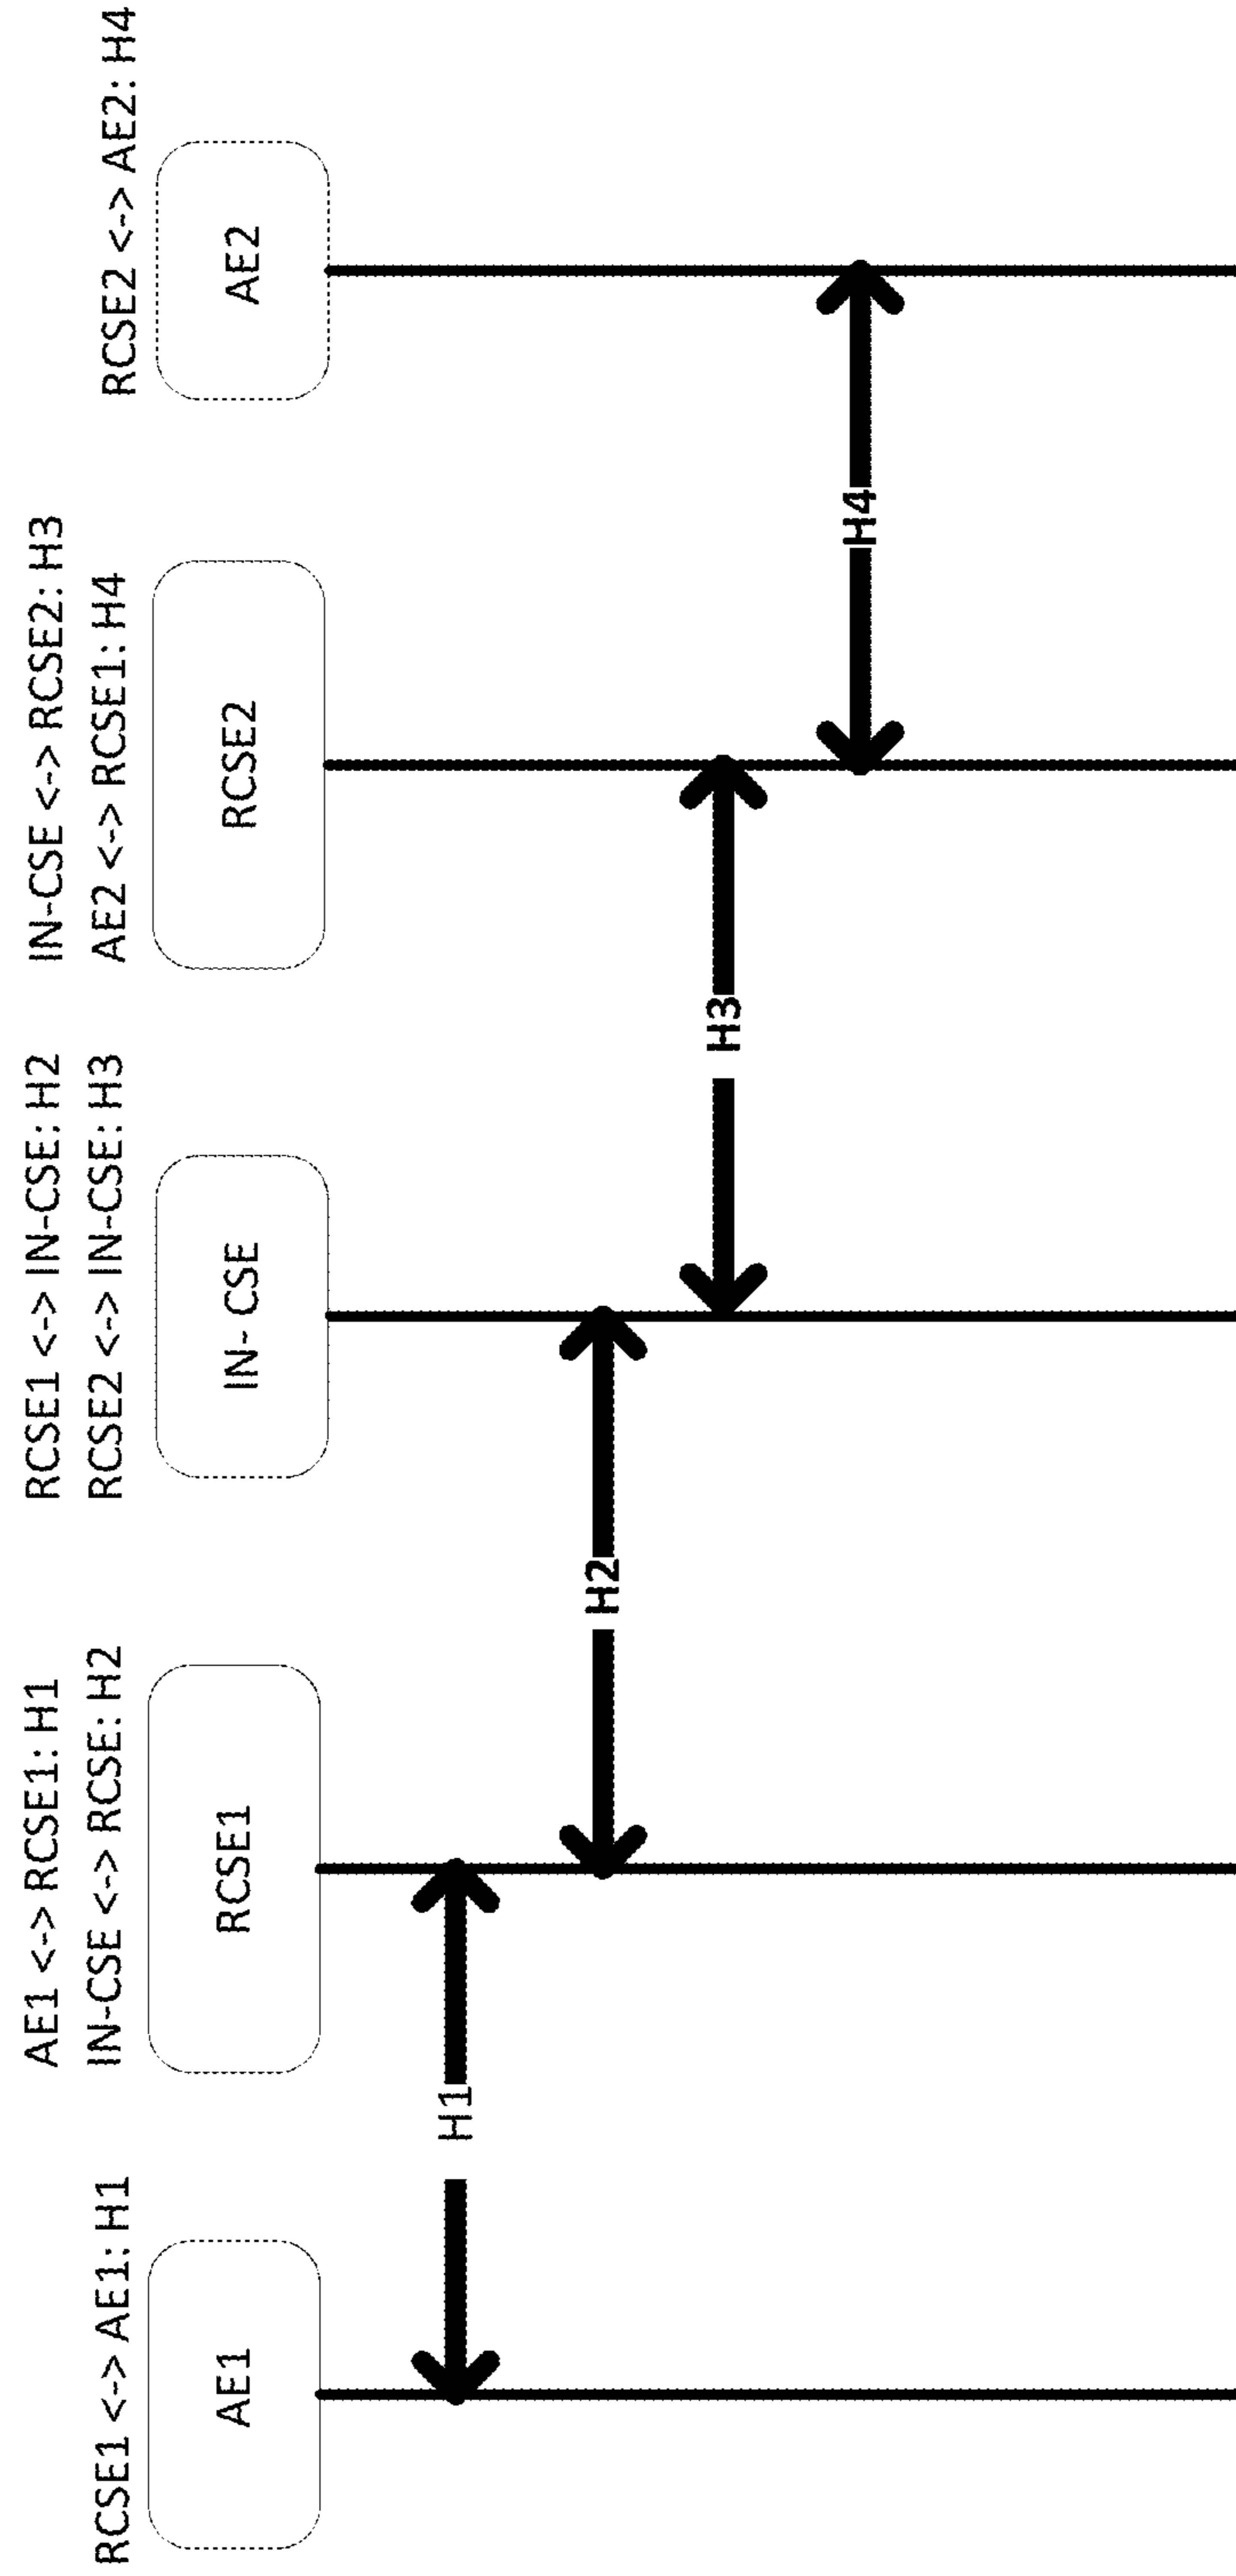 RCSE1 <-> AE1: H1
AE1
AE1 <-> RCSE1: H1
IN-CSE <-> RCSE: H2
RCSE1
RCSE1 <-> IN-CSE: H2
RCSE2 <-> IN-CSE: H3
IN- CSE
IN-CSE <-> RCSE2: H3
AE2 <-> RCSE1: H4
RCSE2
RCSE2 <-> AE2: H4
AE2
H1
H2
H3
H4